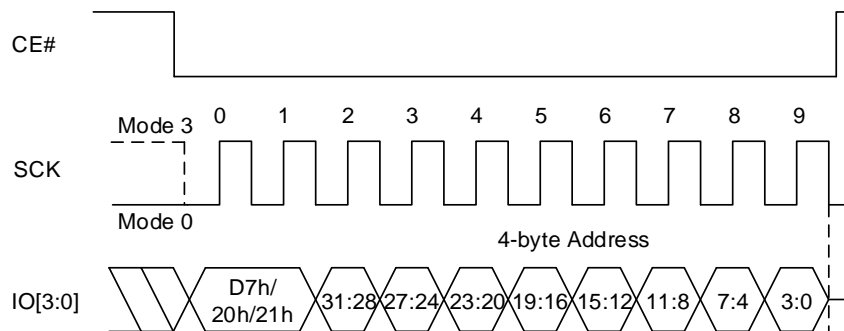 CE#
0 1 2 3 4 5 6 7 8 9
Mode 3
SCK
Mode 0
4-byte Address
IO[3:0]
D7h/
20h/21h
31:28 27:24 23:20 19:16 15:12 11:8 7:4 3:0